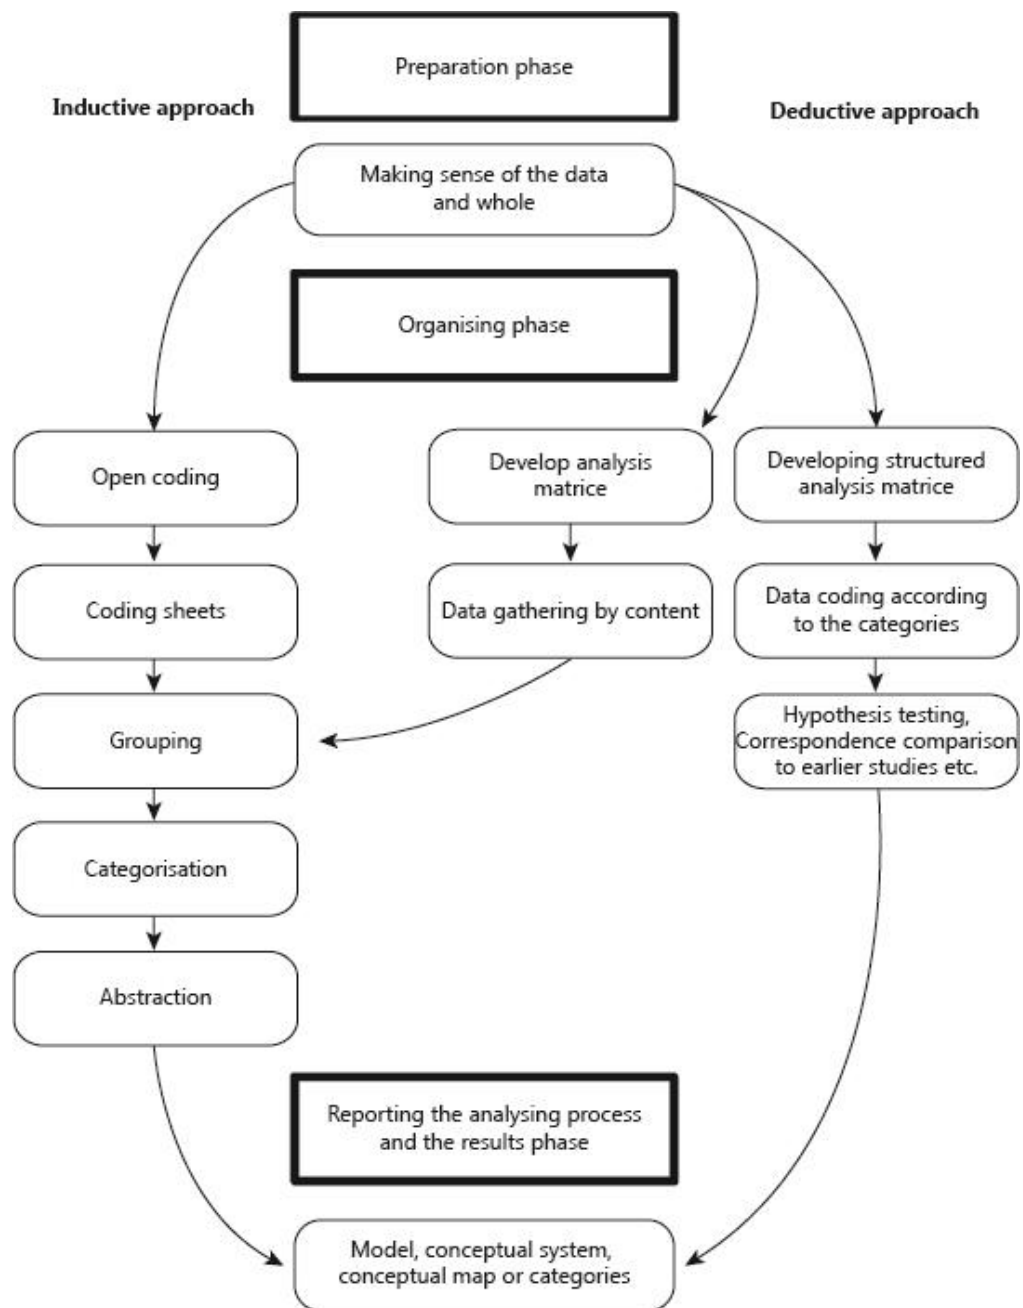 Preparation phase
Inductive approach
Deductive approach
Making sense of the data
and whole
Organising phase
Open coding
Develop analysis
matrice
Developing structured
analysis matrice
Coding sheets
Data gathering by content
Data coding according
to the categories
Grouping
Hypothesis testing,
Correspondence comparison
to earlier studies etc.
Categorisation
Abstraction
Reporting the analysing process
and the results phase
Model, conceptual system,
conceptual map or categories